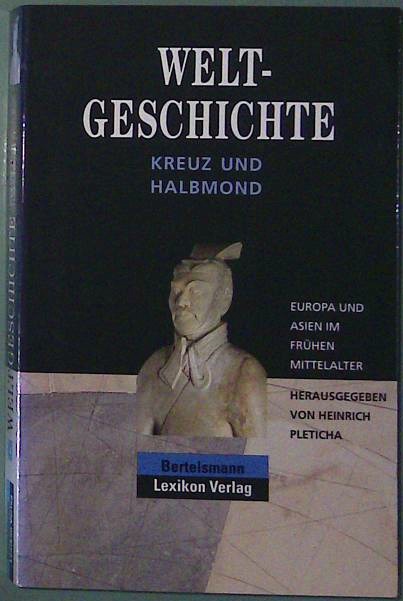 WELT-
GESCHICHTE
KREUZ UND
HALBMOND
EUROPA UND
ASIEN IM
FRÜHEN
MITTELALTER
HERAUSGEGEBEN
VON HEINRICH
PLETICHA
Bertelsmann
Lexikon Verlag
WELTGESCHICHTE